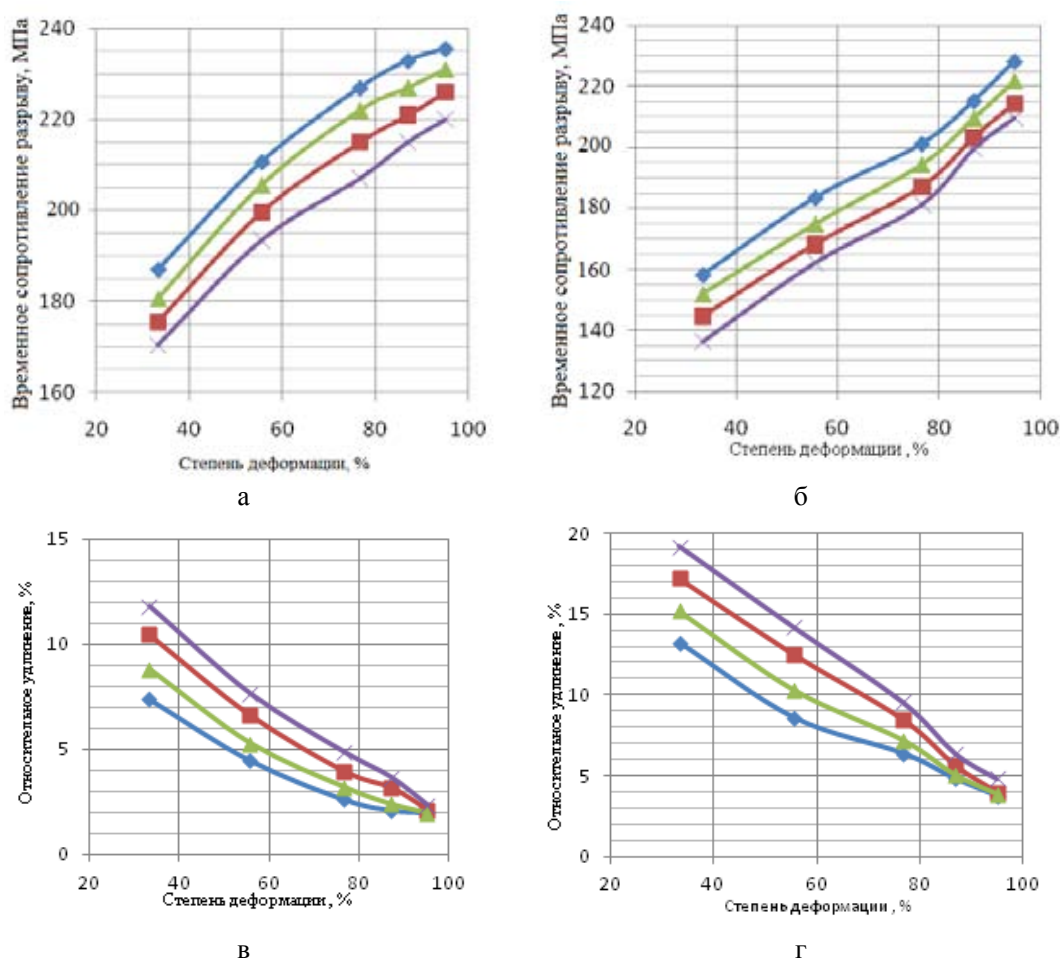 Временное сопротивление разрыву, МПа
240
220
200
180
160
20 40 60 80 100
Степень деформации, %
а
Временное сопротивление разрыву, МПа
240
220
200
180
160
140
120
20 40 60 80 100
Степень деформации , %
б
Относительное удлинение, %
15
10
5
0
20 40 60 80 100
Степень деформации , %
в
Относительное удлинение, %
20
15
10
5
0
20 40 60 80 100
Степень деформации , %
г